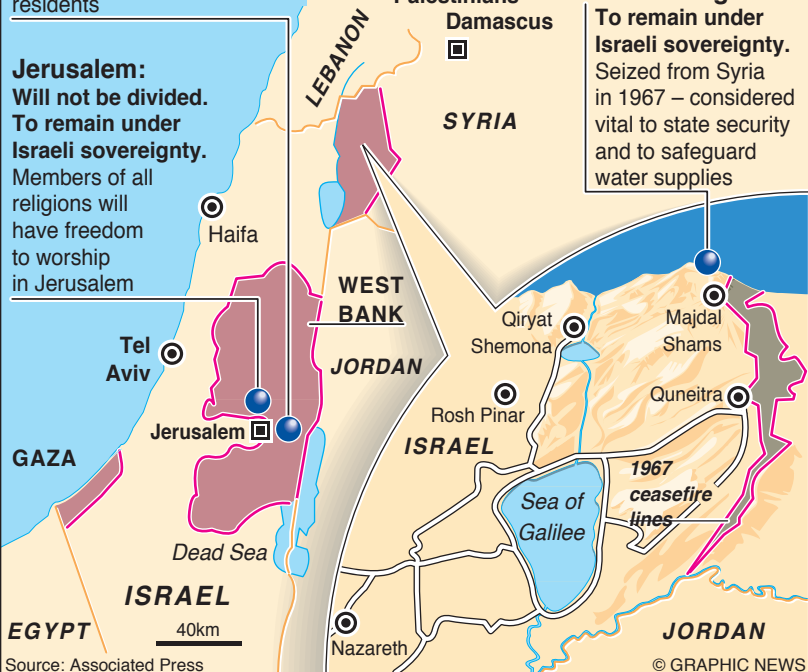 residents
Jerusalem:
Will not be divided.
To remain under
Israeli sovereignty.
Members of all
religions will
have freedom
to worship
in Jerusalem
LEBANON
Palestinians
Damascus
SYRIA
To remain under
Israeli sovereignty.
Seized from Syria
in 1967 – considered
vital to state security
and to safeguard
water supplies
Haifa
WEST
BANK
Tel
Aviv
JORDAN
Jerusalem
GAZA
Dead Sea
ISRAEL
EGYPT
40km
Qiryat
Shemona
Majdal
Shams
Rosh Pinar
Quneitra
ISRAEL
1967
ceasefire
lines
Sea of
Galilee
Nazareth
JORDAN
Source: Associated Press
© GRAPHIC NEWS